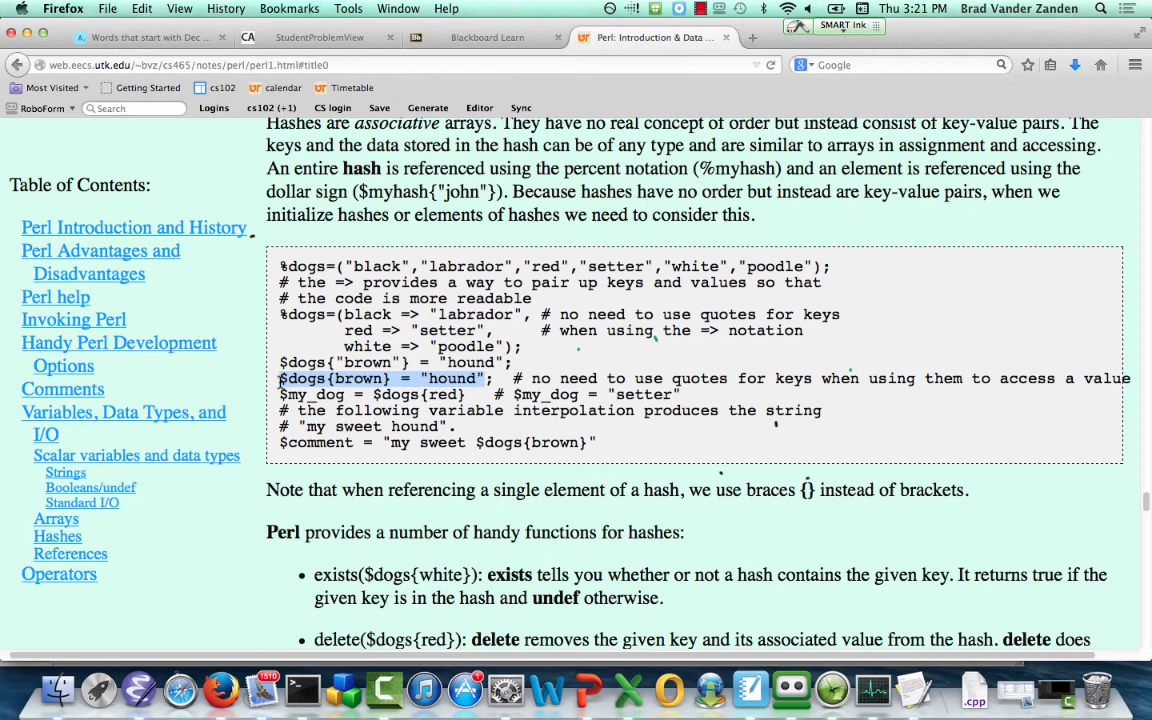 Firefox File Edit View History Bookmarks Tools Window Help Thu 3:21 PM Brad Vander Zanden
SMART Ink
Words that start with Dec ... StudentProblemView Blackboard Learn Perl: Introduction & Data ...
web.eecs.utk.edu/~bvz/cs465/notes/perl/perl1.html#title0 Google
Most Visited Getting Started cs102 calendar Timetable
RoboForm Search Logins cs102 (+1) CS login Save Generate Editor Sync
Table of Contents:
Perl Introduction and History
Perl Advantages and
Disadvantages
Perl help
Invoking Perl
Handy Perl Development
Options
Comments
Variables, Data Types, and
I/O
Scalar variables and data types
Strings
Booleans/undef
Standard I/O
Arrays
Hashes
References
Operators
Hashes are associative arrays. They have no real concept of order but instead consist of key-value pairs. The
keys and the data stored in the hash can be of any type and are similar to arrays in assignment and accessing.
An entire hash is referenced using the percent notation (%myhash) and an element is referenced using the
dollar sign ($myhash{"john"}). Because hashes have no order but instead are key-value pairs, when we
initialize hashes or elements of hashes we need to consider this.
%dogs=("black","labrador","red","setter","white","poodle");
# the => provides a way to pair up keys and values so that
# the code is more readable
%dogs=(black => "labrador", # no need to use quotes for keys
red => "setter", # when using the => notation
white => "poodle");
$dogs{"brown"} = "hound";
$dogs{brown} = "hound"; # no need to use quotes for keys when using them to access a value
$my_dog = $dogs{red} # $my_dog = "setter"
# the following variable interpolation produces the string
# "my sweet hound".
$comment = "my sweet $dogs{brown}"
Note that when referencing a single element of a hash, we use braces {} instead of brackets.
Perl provides a number of handy functions for hashes:
• exists($dogs{white}): exists tells you whether or not a hash contains the given key. It returns true if the
given key is in the hash and undef otherwise.
• delete($dogs{red}): delete removes the given key and its associated value from the hash. delete does
1510
.cpp